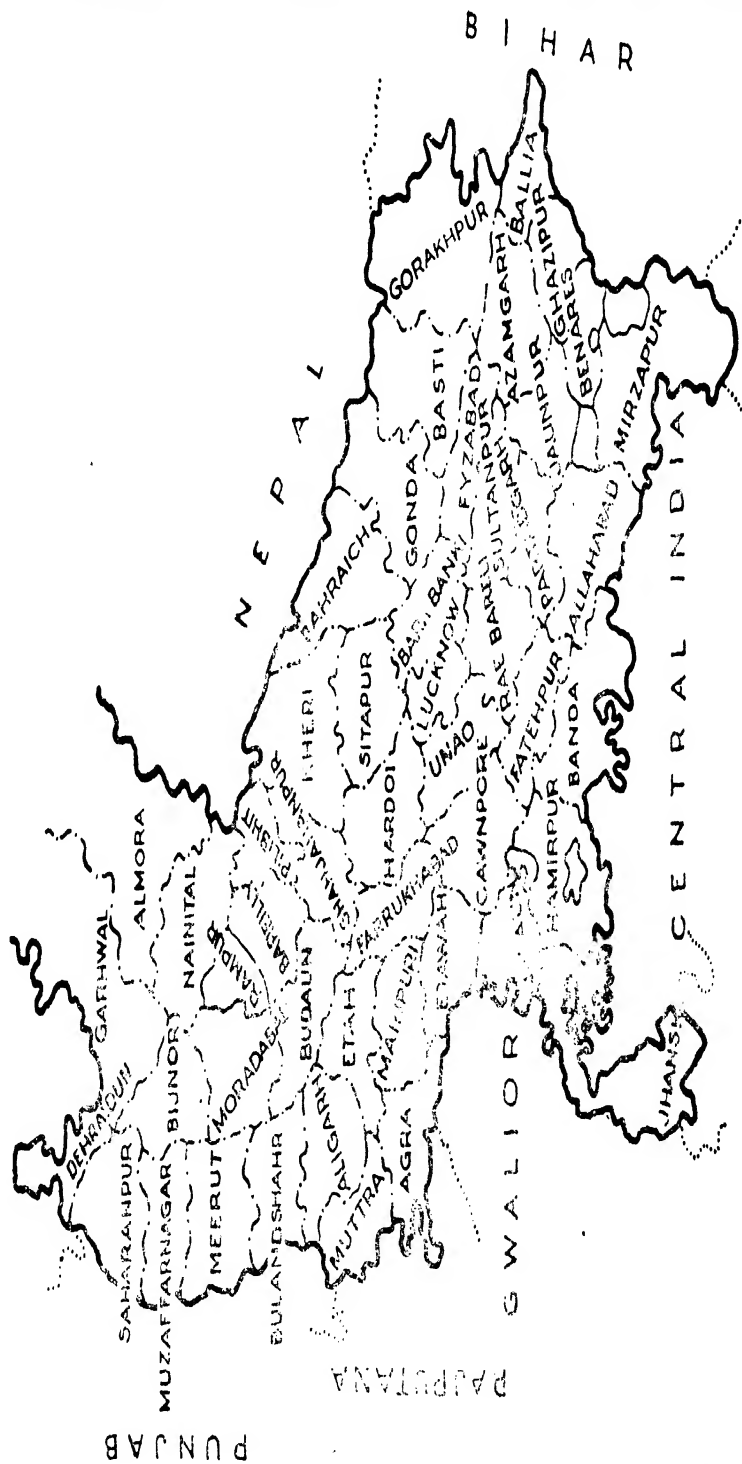 BIHAR
NEPAL
PUNJAB
RAJPUTANA
GWALIOR
CENTRAL INDIA
DEHRADUN
SAHARANPUR
MUZAFFARNAGAR
MEERUT
BULANDSHAHR
ALIGARH
MUTTRA
AGRA
GARHWAL
ALMORA
NAINITAL
BIJNOR
MORADABAD
RAMPUR
BAREILLY
PILIBHIT
SHAHJAHANPUR
BUDAUN
ETAH
MAINPURI
ETAWAH
FARRUKHABAD
KHERI
SITAPUR
HARDOI
LUCKNOW
UNAO
CAWNPORE
RAE BARELI
FATEHPUR
HAMIRPUR
BANDA
JHANSI
BAHRAICH
GONDA
BARA BANKI
FYZABAD
SULTANPUR
BASTI
GORAKHPUR
AZAMGARH
JAUNPUR
BALLIA
GHAZIPUR
BENARES
MIRZAPUR
ALLAHABAD